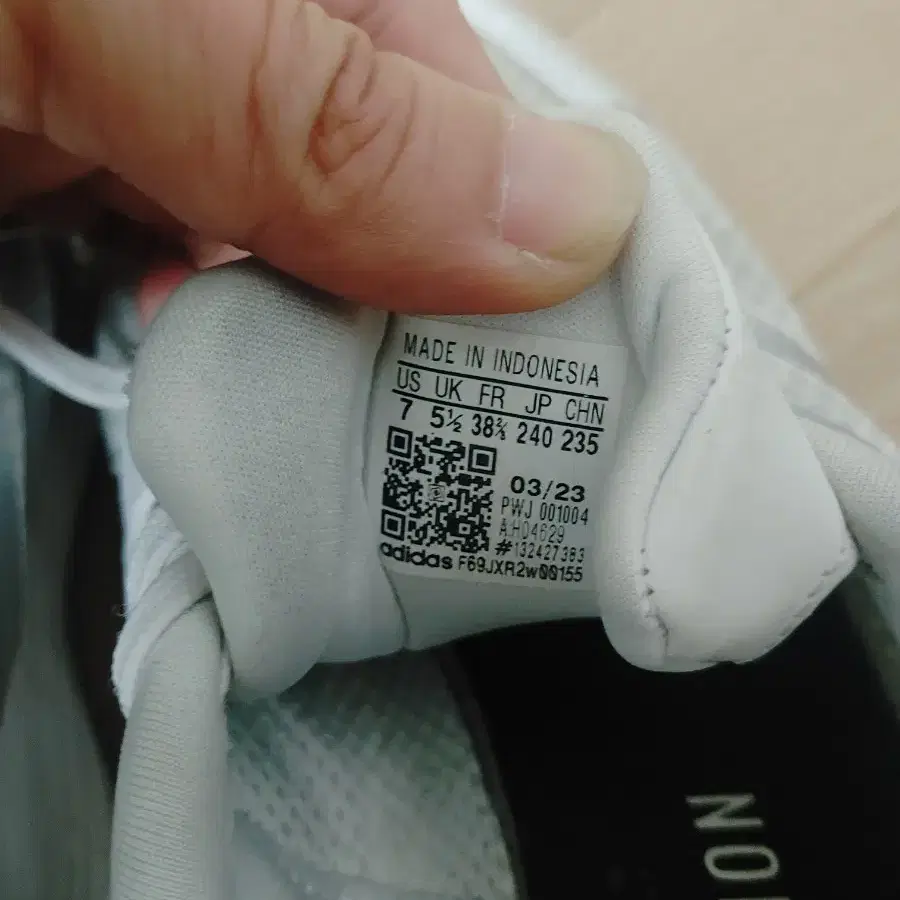 MADE IN INDONESIA
US UK FR JP CHN
7 5½ 38⅔ 240 235
03/23
PWJ 001004
A.H04629
#132427383
adidas F69JXR2w00155